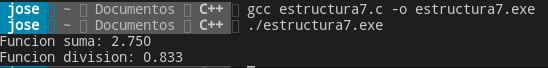 jose ~ Documentos C++ gcc estructura7.c -o estructura7.exe
jose ~ Documentos C++ ./estructura7.exe
Funcion suma: 2.750
Funcion division: 0.833